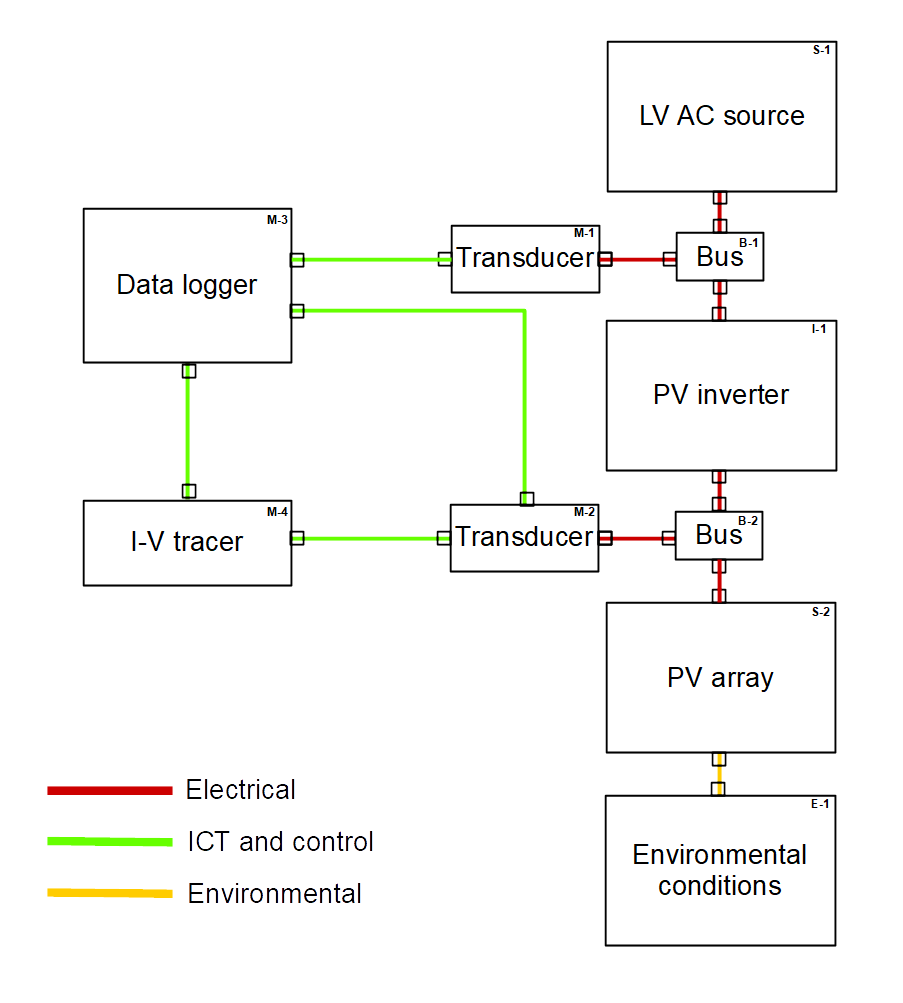 S-1
LV AC source
M-3
Data logger
M-1
Transducer
B-1
Bus
I-1
PV inverter
M-4
I-V tracer
M-2
Transducer
B-2
Bus
S-2
PV array
Electrical
ICT and control
Environmental
E-1
Environmental
conditions